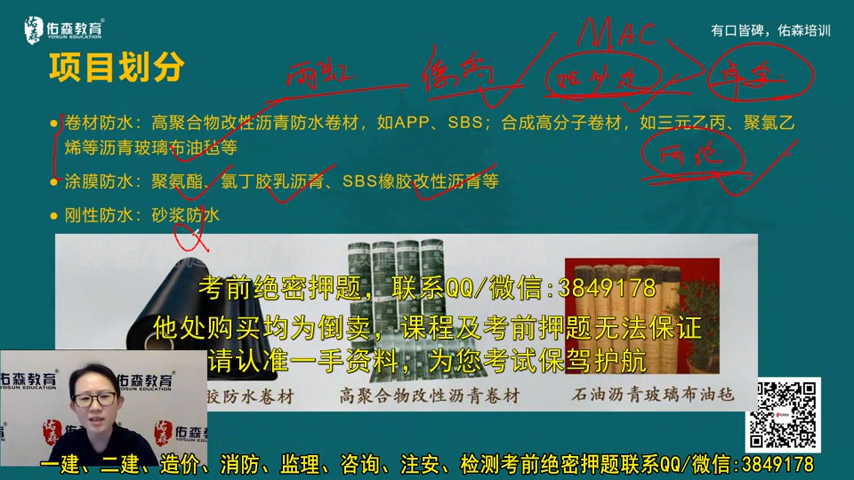 佑森教育
YOSUN EDUCATION
有口皆碑，佑森培训
项目划分
MAC
● 卷材防水：高聚合物改性沥青防水卷材，如APP、SBS；合成高分子卷材，如三元乙丙、聚氯乙
烯等沥青玻璃布油毡等
● 涂膜防水：聚氨酯、氯丁胶乳沥青、SBS橡胶改性沥青等
● 刚性防水：砂浆防水
考前绝密押题，联系QQ/微信:3849178
他处购买均为倒卖，课程及考前押题无法保证
请认准一手资料，为您考试保驾护航
胶防水卷材
高聚合物改性沥青卷材
石油沥青玻璃布油毡
佑森教育
佑森教育
一建、二建、造价、消防、监理、咨询、注安、检测考前绝密押题联系QQ/微信:3849178